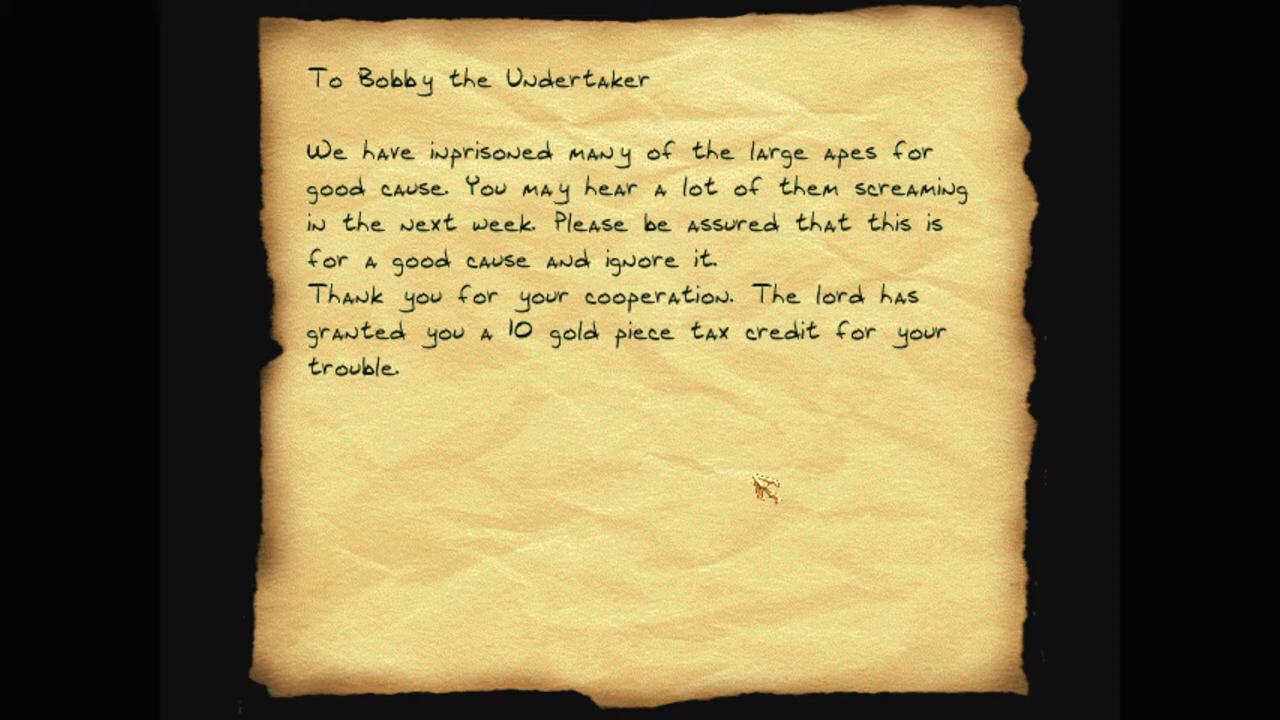 To Bobby the Undertaker
We have inprisoned many of the large apes for
good cause. You may hear a lot of them screaming
in the next week. Please be assured that this is
for a good cause and ignore it.
Thank you for your cooperation. The lord has
granted you a 10 gold piece tax credit for your
trouble.